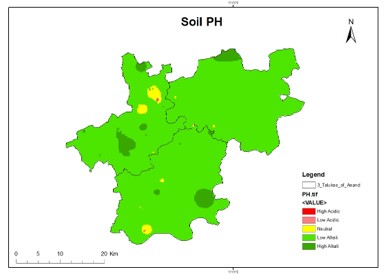 Soil PH
N
Legend
3_Talukas_of_Anand
PH.tif
<VALUE>
High Acidic
Low Acidic
Neutral
Low Alkali
High Alkali
0 5 10 20 Km